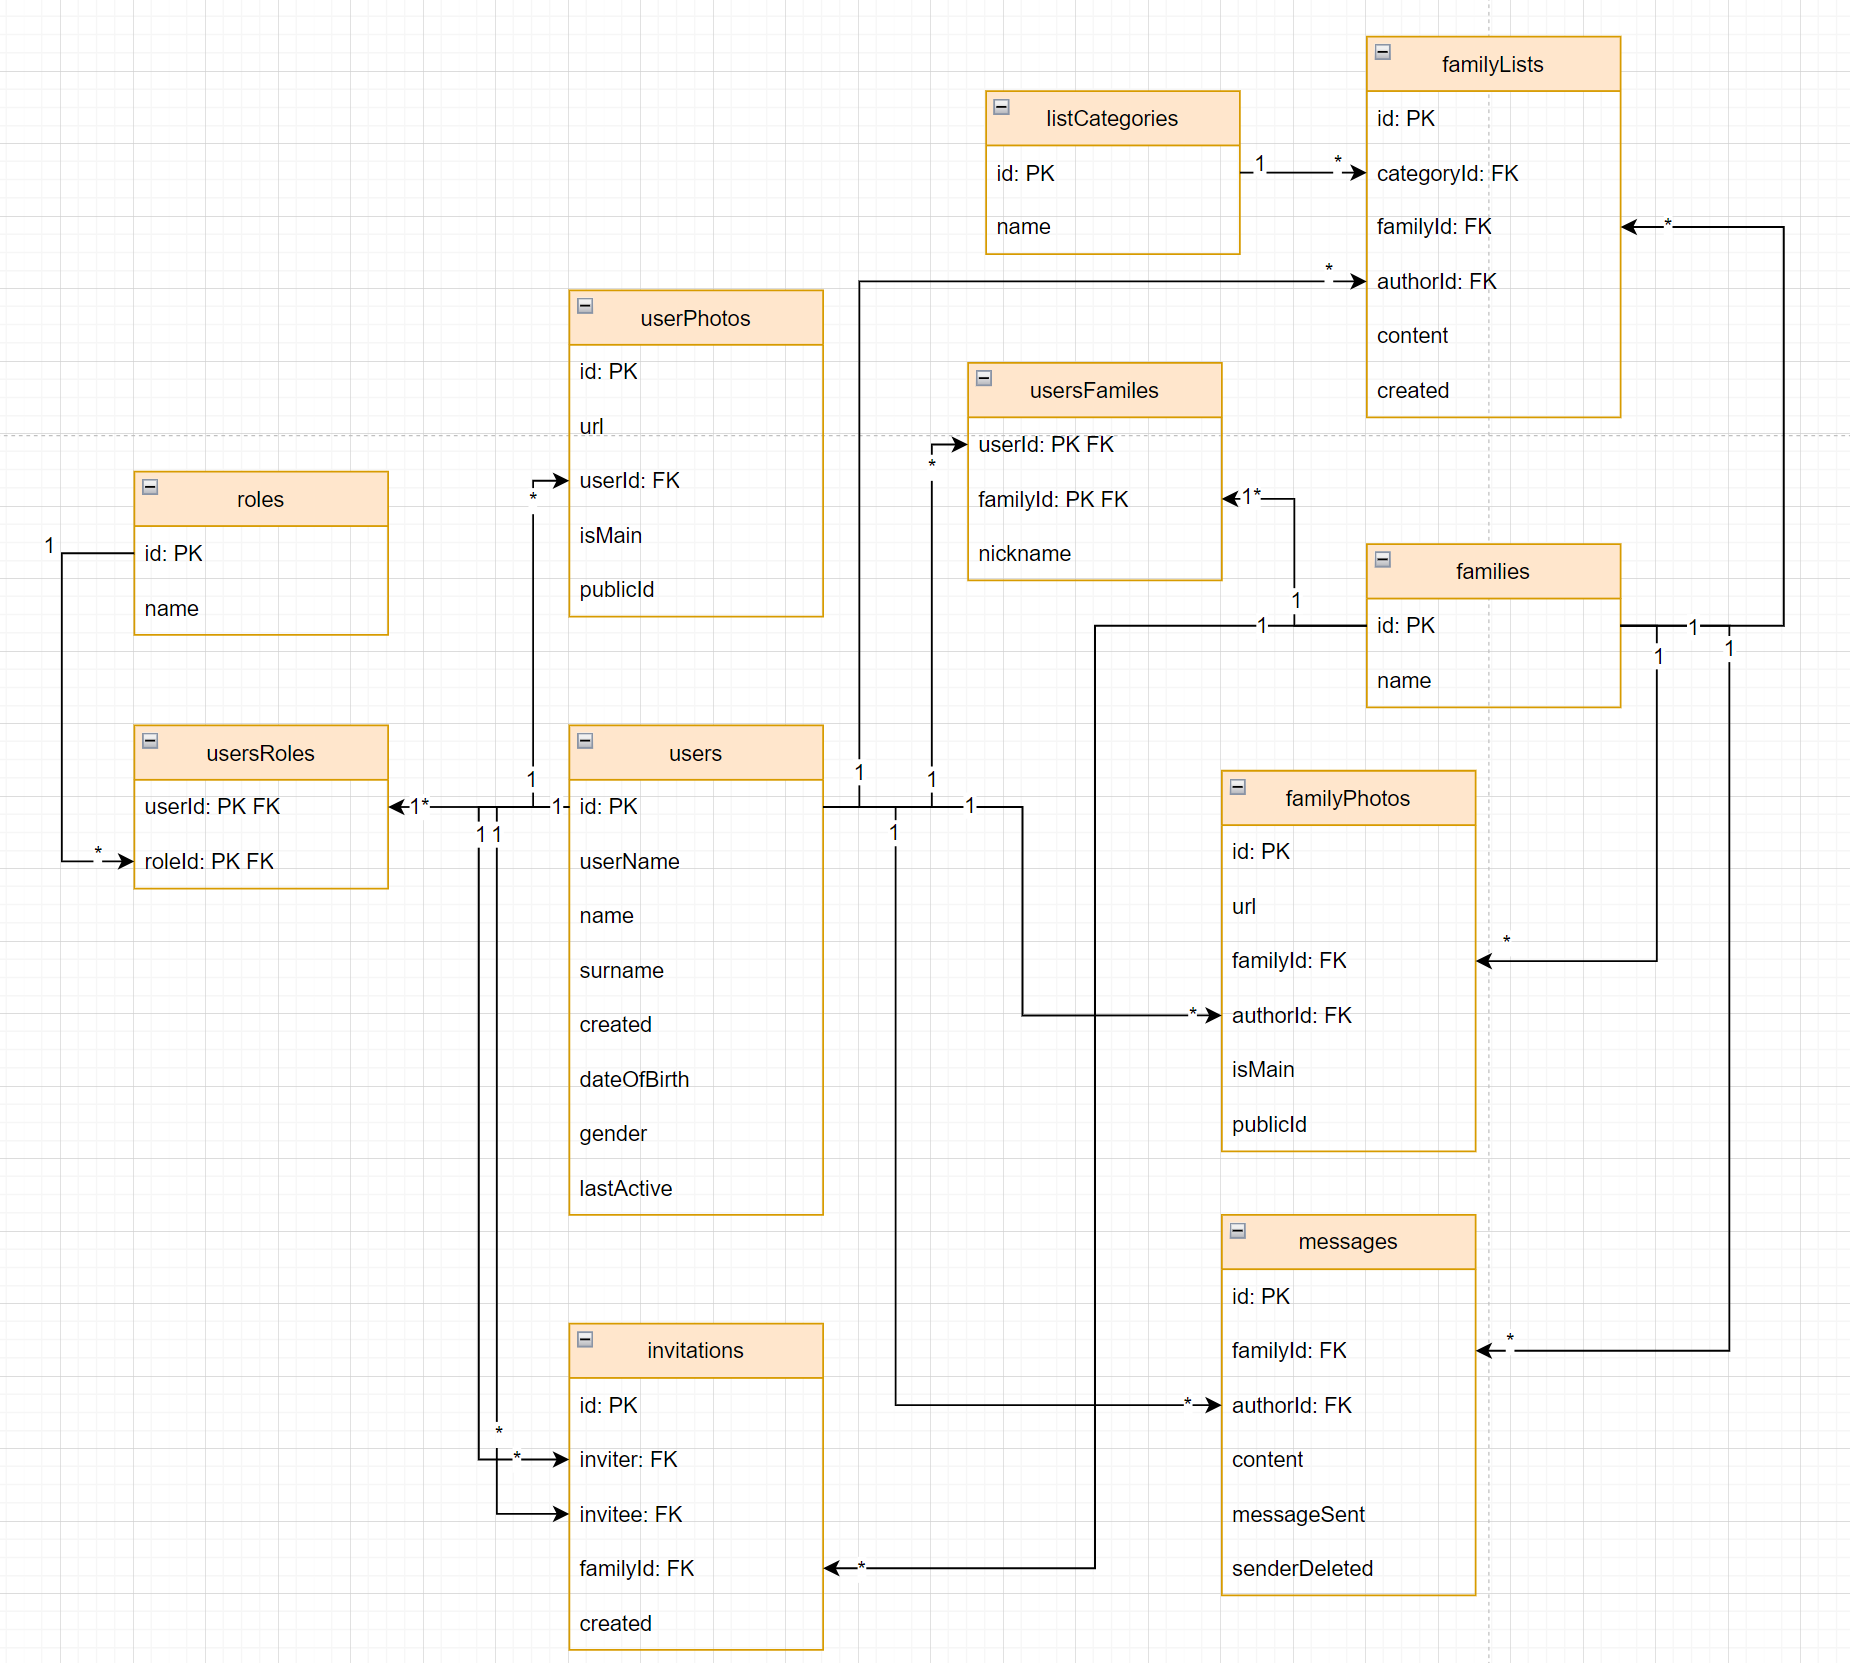 familyLists
id: PK
categoryId: FK
familyId: FK
authorId: FK
content
created
listCategories
id: PK
name
1
*
*
*
userPhotos
id: PK
url
userId: FK
isMain
publicId
*
1
usersFamiles
userId: PK FK
familyId: PK FK
nickname
*
1*
1
1
roles
id: PK
name
1
*
families
id: PK
name
1
1
1
1
usersRoles
userId: PK FK
roleId: PK FK
1*
1
1
1
users
id: PK
userName
name
surname
created
dateOfBirth
gender
lastActive
1
1
1
familyPhotos
id: PK
url
familyId: FK
authorId: FK
isMain
publicId
*
*
messages
id: PK
familyId: FK
authorId: FK
content
messageSent
senderDeleted
*
*
invitations
id: PK
inviter: FK
invitee: FK
familyId: FK
created
*
*
*